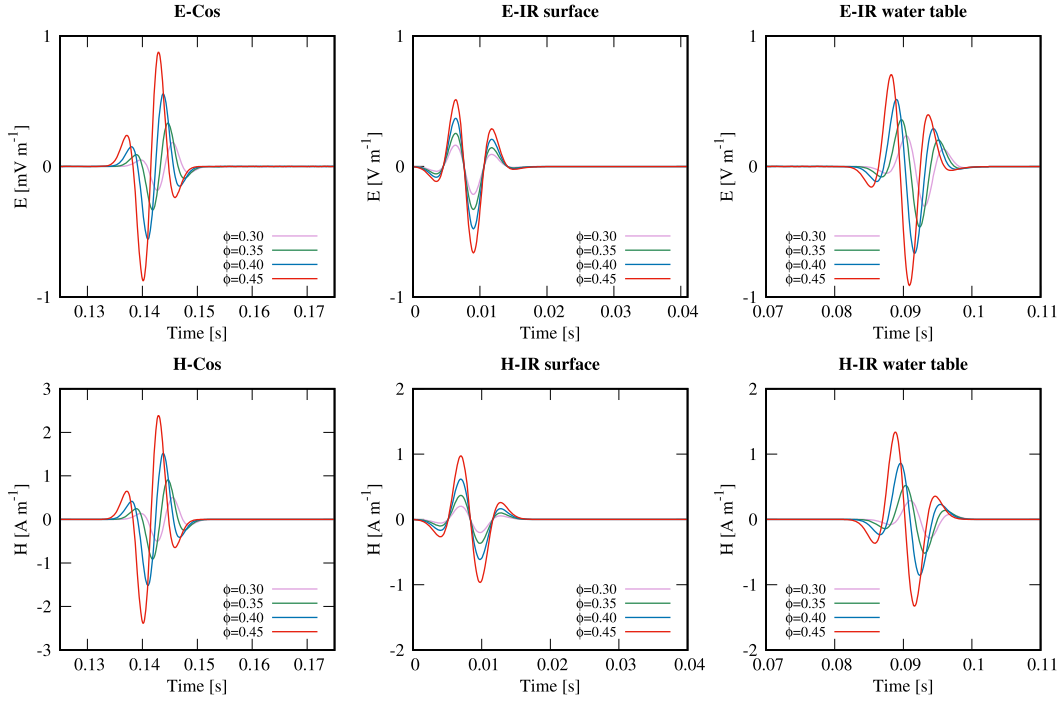 E-Cos
E-IR surface
E-IR water table
1
0
-1
E [mV m-1]
ϕ=0.30
ϕ=0.35
ϕ=0.40
ϕ=0.45
0.13
0.14
0.15
0.16
0.17
Time [s]
1
0
-1
E [V m-1]
ϕ=0.30
ϕ=0.35
ϕ=0.40
ϕ=0.45
0
0.01
0.02
0.03
0.04
Time [s]
1
0
-1
E [V m-1]
ϕ=0.30
ϕ=0.35
ϕ=0.40
ϕ=0.45
0.07
0.08
0.09
0.1
0.11
Time [s]
H-Cos
H-IR surface
H-IR water table
3
2
1
0
-1
-2
-3
H [A m-1]
ϕ=0.30
ϕ=0.35
ϕ=0.40
ϕ=0.45
0.13
0.14
0.15
0.16
0.17
Time [s]
2
1
0
-1
-2
H [A m-1]
ϕ=0.30
ϕ=0.35
ϕ=0.40
ϕ=0.45
0
0.01
0.02
0.03
0.04
Time [s]
2
1
0
-1
-2
H [A m-1]
ϕ=0.30
ϕ=0.35
ϕ=0.40
ϕ=0.45
0.07
0.08
0.09
0.1
0.11
Time [s]